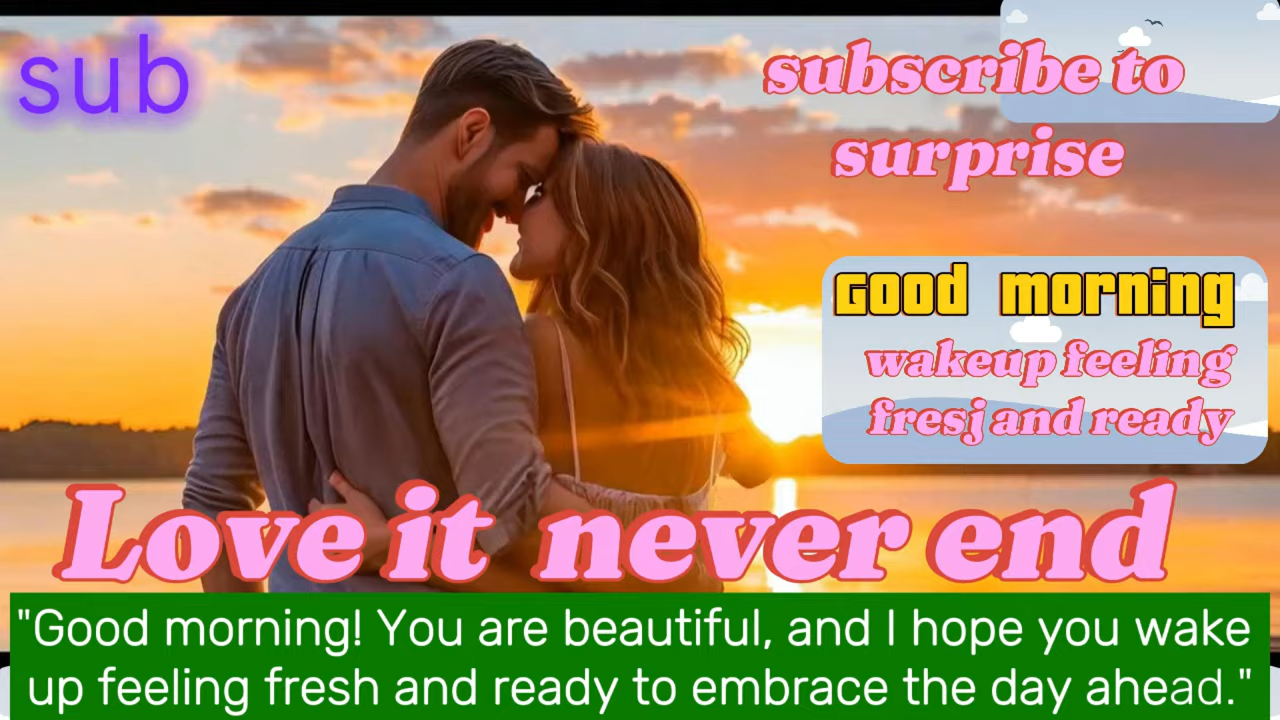 sub
subscribe to
surprise
Good morning
wakeup feeling
fresj and ready
Love it never end
"Good morning! You are beautiful, and I hope you wake
up feeling fresh and ready to embrace the day ahead."